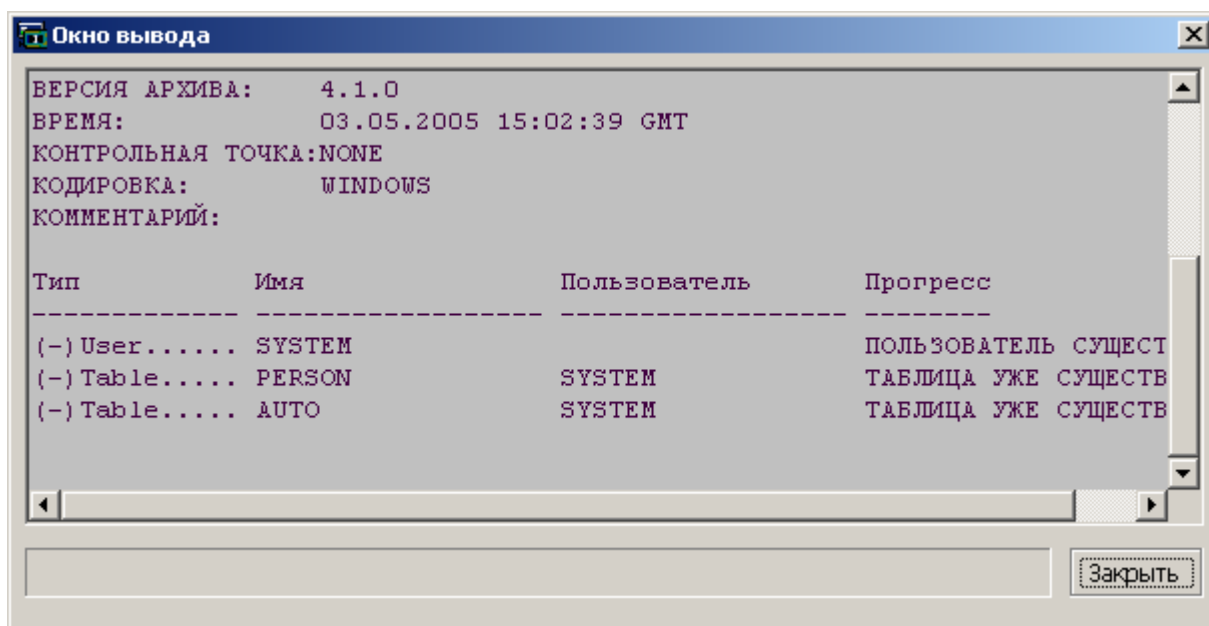 Окно вывода
ВЕРСИЯ АРХИВА: 4.1.0
ВРЕМЯ: 03.05.2005 15:02:39 GMT
КОНТРОЛЬНАЯ ТОЧКА:NONE
КОДИРОВКА: WINDOWS
КОММЕНТАРИЙ:
Тип Имя Пользователь Прогресс
------------- ------------------ ------------------ --------
(-)User...... SYSTEM ПОЛЬЗОВАТЕЛЬ СУЩЕСТ
(-)Table..... PERSON SYSTEM ТАБЛИЦА УЖЕ СУЩЕСТВ
(-)Table..... AUTO SYSTEM ТАБЛИЦА УЖЕ СУЩЕСТВ
Закрыть